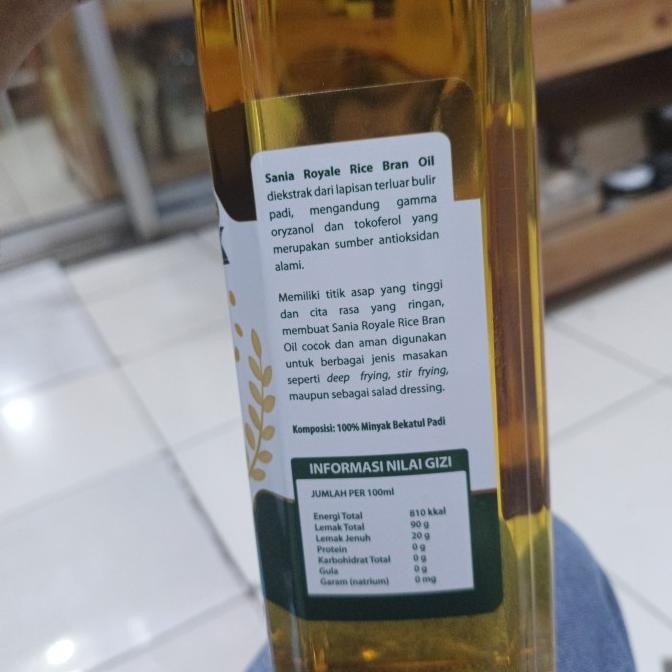 Sania Royale Rice Bran Oil
diekstrak dari lapisan terluar bulir
padi, mengandung gamma
oryzanol dan tokoferol yang
merupakan sumber antioksidan
alami.
Memiliki titik asap yang tinggi
dan cita rasa yang ringan,
membuat Sania Royale Rice Bran
Oil cocok dan aman digunakan
untuk berbagai jenis masakan
seperti deep frying, stir frying,
maupun sebagai salad dressing.
Komposisi: 100% Minyak Bekatul Padi
INFORMASI NILAI GIZI
JUMLAH PER 100ml
Energi Total 810 kkal
Lemak Total 90 g
Lemak Jenuh 20 g
Protein 0 g
Karbohidrat Total 0 g
Gula 0 g
Garam (natrium) 0 mg